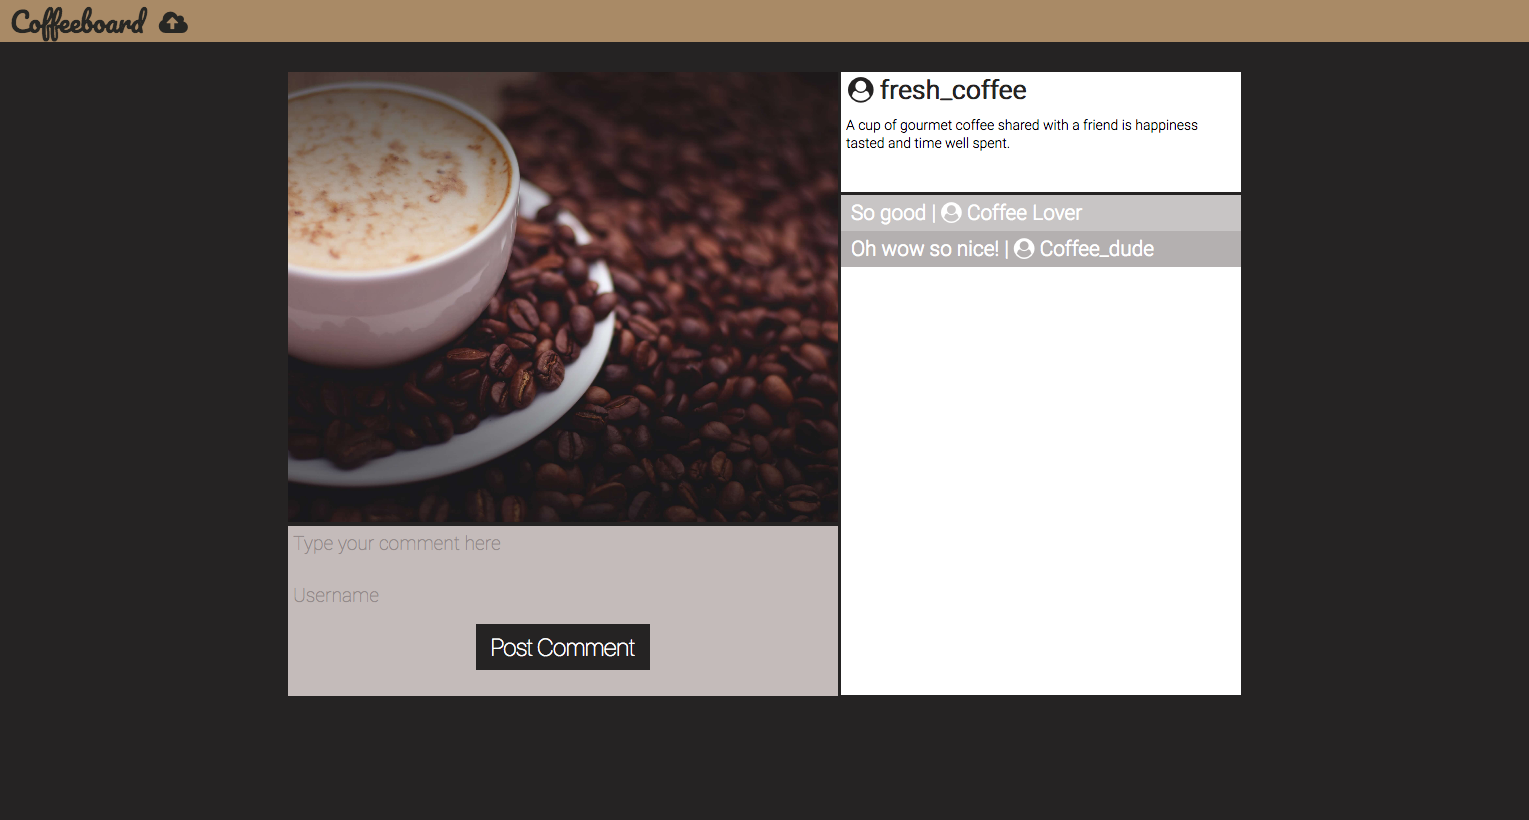 Coffeeboard
fresh_coffee
A cup of gourmet coffee shared with a friend is happiness
tasted and time well spent.
So good | Coffee Lover
Oh wow so nice! | Coffee_dude
Type your comment here
Username
Post Comment